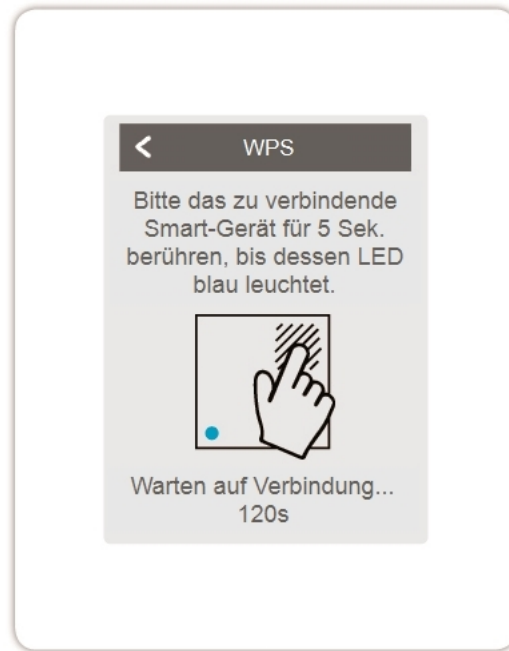 WPS
Bitte das zu verbindende
Smart-Gerät für 5 Sek.
berühren, bis dessen LED
blau leuchtet.
Warten auf Verbindung...
120s